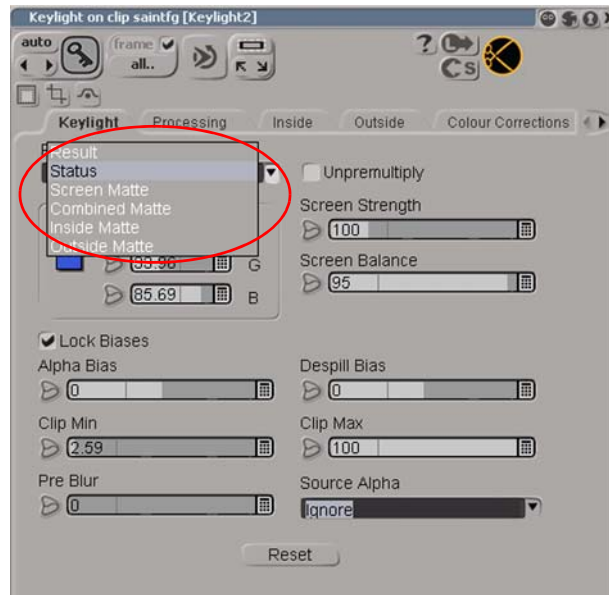 Keylight on clip saintfg [Keylight2]
auto
frame
all..
?
L
C s
Keylight Processing Inside Outside Colour Corrections
Result
Status
Screen Matte
Combined Matte
Inside Matte
Outside Matte
Unpremultiply
Screen Strength
100
Screen Balance
95
G
85.69 B
Lock Biases
Alpha Bias Despill Bias
0 0
Clip Min Clip Max
2.59 100
Pre Blur Source Alpha
0 Ignore
Reset